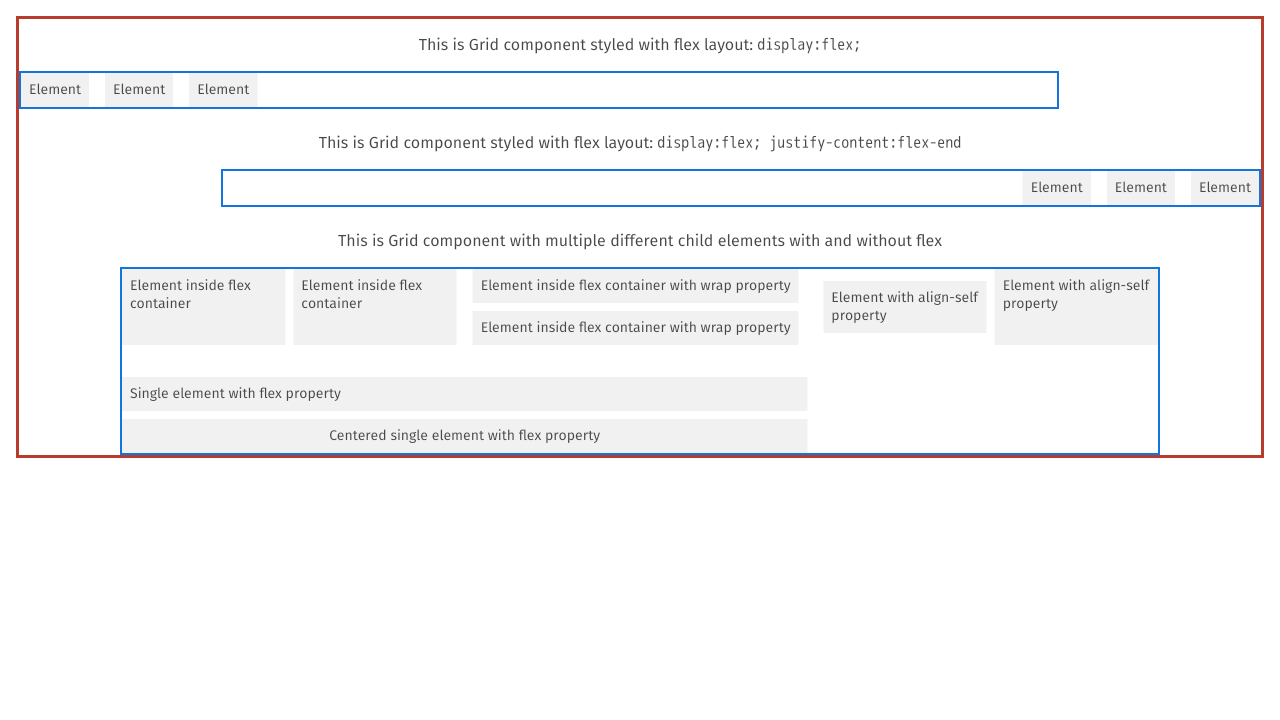 This is Grid component styled with flex layout: display:flex;
Element Element Element
This is Grid component styled with flex layout: display:flex; justify-content:flex-end
Element Element Element
This is Grid component with multiple different child elements with and without flex
Element inside flex
container
Element inside flex
container
Element inside flex container with wrap property
Element inside flex container with wrap property
Element with align-self
property
Element with align-self
property
Single element with flex property
Centered single element with flex property